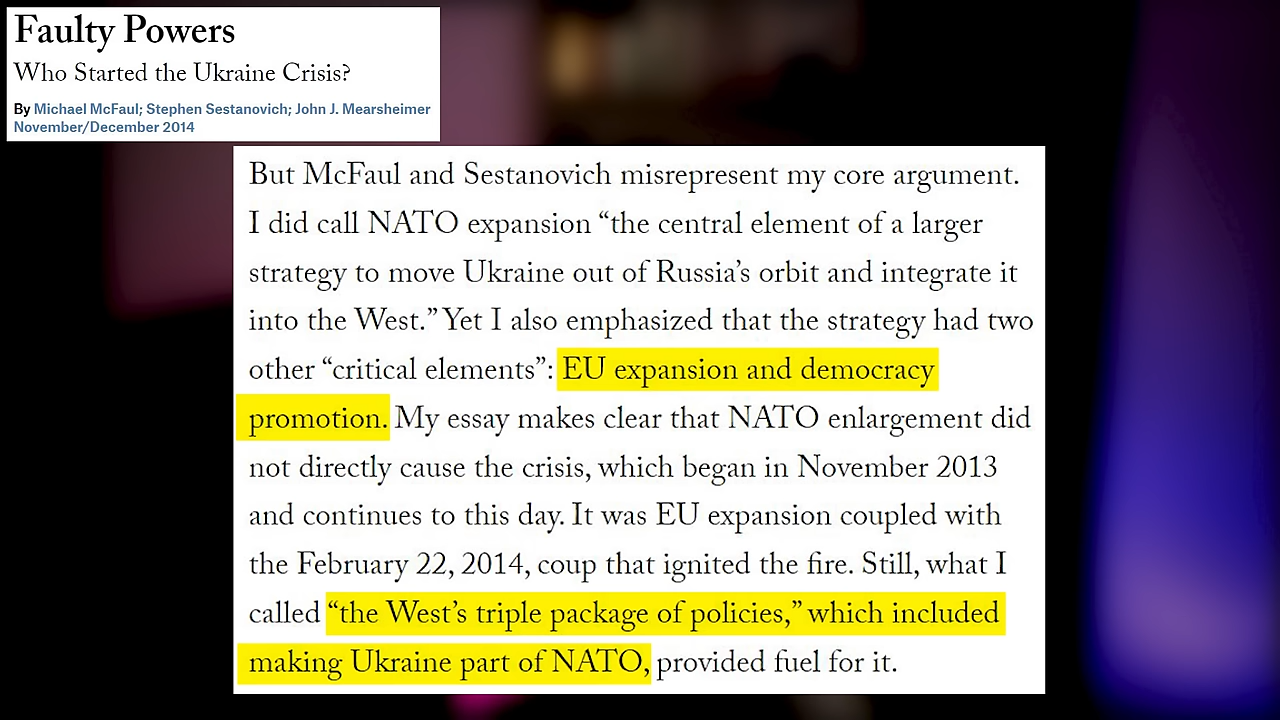 Faulty Powers
Who Started the Ukraine Crisis?
By Michael McFaul; Stephen Sestanovich; John J. Mearsheimer
November/December 2014
But McFaul and Sestanovich misrepresent my core argument.
I did call NATO expansion “the central element of a larger
strategy to move Ukraine out of Russia’s orbit and integrate it
into the West.” Yet I also emphasized that the strategy had two
other “critical elements”: EU expansion and democracy
promotion. My essay makes clear that NATO enlargement did
not directly cause the crisis, which began in November 2013
and continues to this day. It was EU expansion coupled with
the February 22, 2014, coup that ignited the fire. Still, what I
called “the West’s triple package of policies,” which included
making Ukraine part of NATO, provided fuel for it.